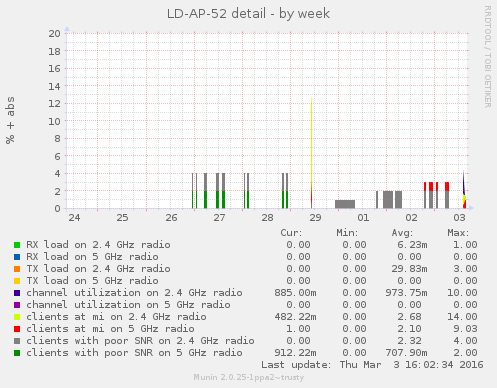 LD-AP-52 detail - by week
RRDTOOL / TOBI OETIKER
% + abs
20
18
16
14
12
10
8
6
4
2
0
24 25 26 27 28 29 01 02 03
Cur: Min: Avg: Max:
RX load on 2.4 GHz radio 0.00 0.00 6.23m 1.00
RX load on 5 GHz radio 0.00 0.00 0.00 0.00
TX load on 2.4 GHz radio 0.00 0.00 29.83m 3.00
TX load on 5 GHz radio 0.00 0.00 0.00 0.00
channel utilization on 2.4 GHz radio 885.00m 0.00 973.75m 10.00
channel utilization on 5 GHz radio 0.00 0.00 0.00 0.00
clients at mi on 2.4 GHz radio 482.22m 0.00 2.68 14.00
clients at mi on 5 GHz radio 1.00 0.00 2.10 9.03
clients with poor SNR on 2.4 GHz radio 0.00 0.00 2.32 4.00
clients with poor SNR on 5 GHz radio 912.22m 0.00 707.90m 2.00
Last update: Thu Mar 3 16:02:34 2016
Munin 2.0.25-1ppa2~trusty